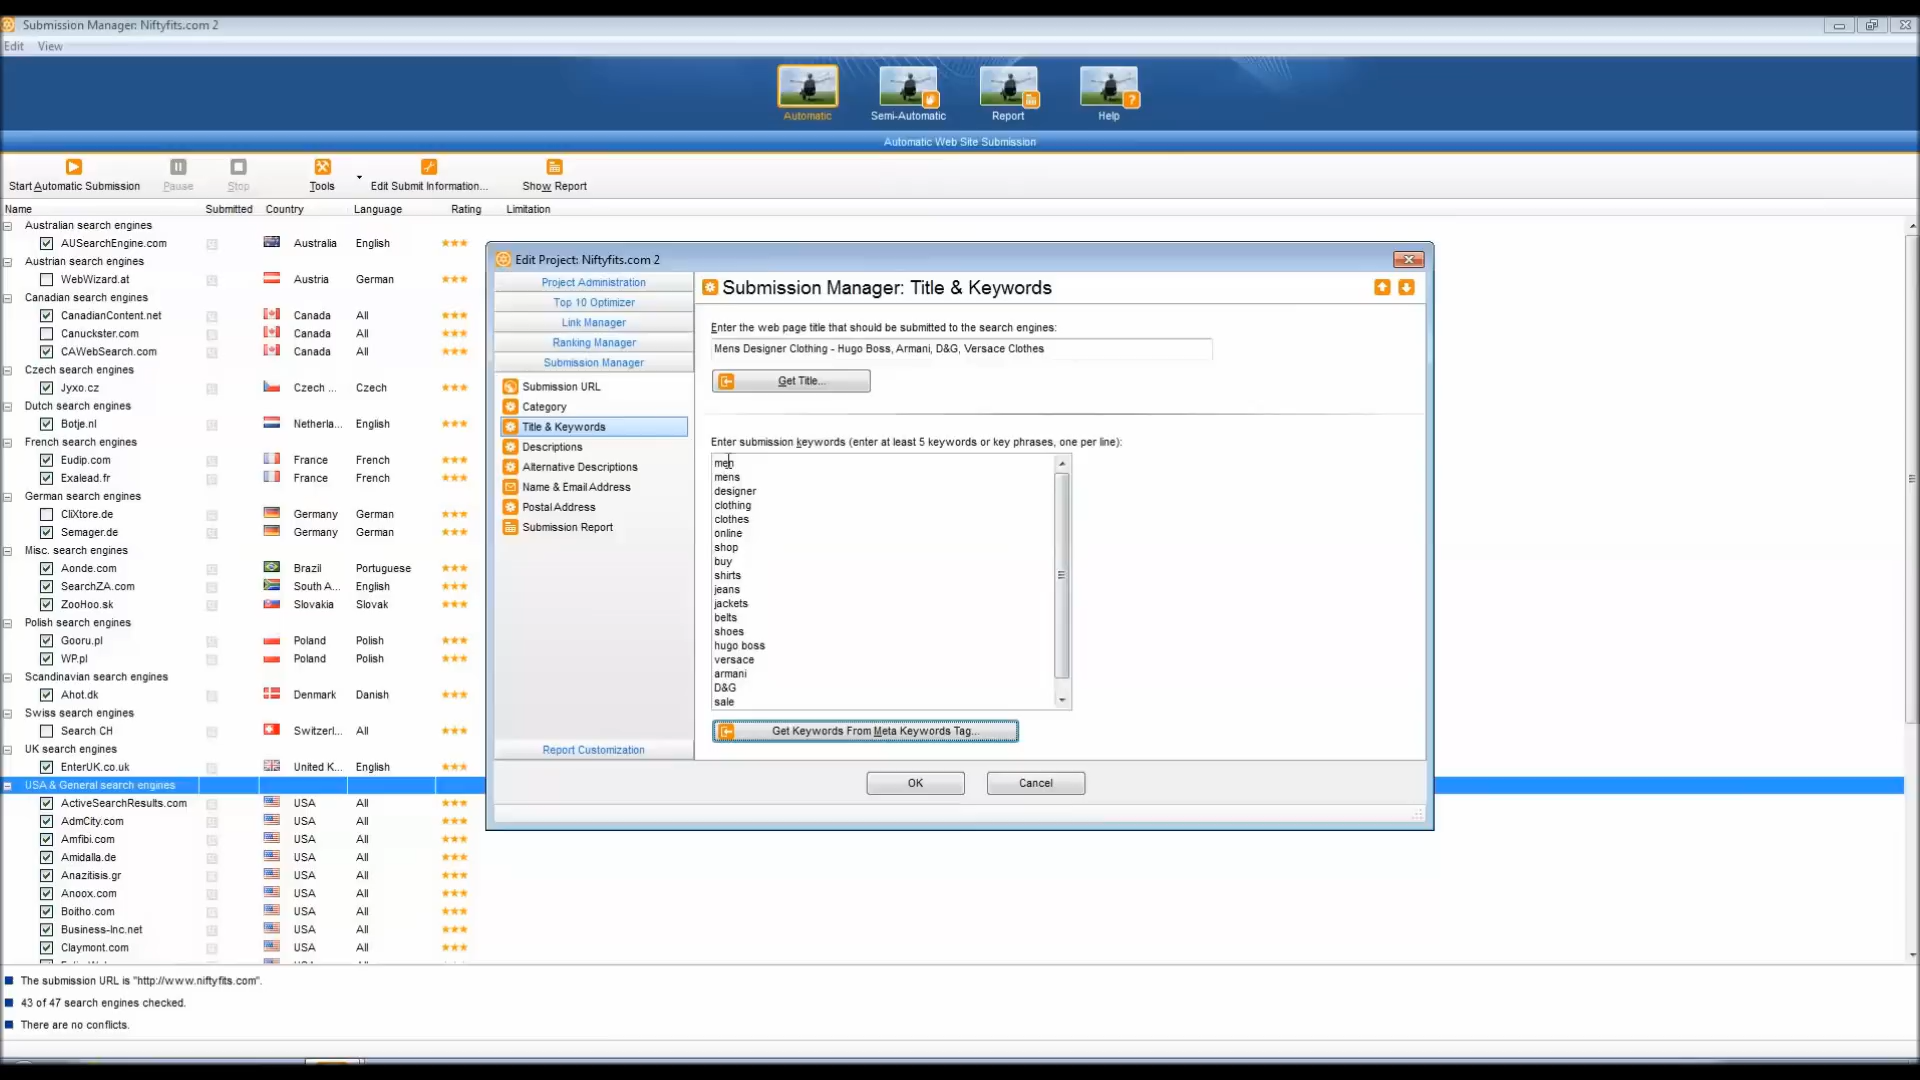 Submission Manager: Niftyfits.com 2
Edit View
Automatic Semi-Automatic Report Help
Automatic Web Site Submission
Start Automatic Submission Pause Stop Tools Edit Submit Information... Show Report
Name Submitted Country Language Rating Limitation
Australian search engines
AUSearchEngine.com Australia English
Austrian search engines
WebWizard.at Austria German
Canadian search engines
CanadianContent.net Canada All
Canuckster.com Canada All
CAWebSearch.com Canada All
Czech search engines
Jyxo.cz Czech ... Czech
Dutch search engines
Botje.nl Netherla... English
French search engines
Eudip.com France French
Exalead.fr France French
German search engines
CliXtore.de Germany German
Semager.de Germany German
Misc. search engines
Aonde.com Brazil Portuguese
SearchZA.com South A... English
ZooHoo.sk Slovakia Slovak
Polish search engines
Gooru.pl Poland Polish
WP.pl Poland Polish
Scandinavian search engines
Ahot.dk Denmark Danish
Swiss search engines
Search CH Switzerl... All
UK search engines
EnterUK.co.uk United K... English
USA & General search engines
ActiveSearchResults.com USA All
AdmCity.com USA All
Amfibi.com USA All
Amidalla.de USA All
Anazitisis.gr USA All
Anoox.com USA All
Boitho.com USA All
Business-Inc.net USA All
Claymont.com USA All
Edit Project: Niftyfits.com 2
Project Administration
Top 10 Optimizer
Link Manager
Ranking Manager
Submission Manager
Submission URL
Category
Title & Keywords
Descriptions
Alternative Descriptions
Name & Email Address
Postal Address
Submission Report
Report Customization
Submission Manager: Title & Keywords
Enter the web page title that should be submitted to the search engines:
Mens Designer Clothing - Hugo Boss, Armani, D&G, Versace Clothes
Get Title...
Enter submission keywords (enter at least 5 keywords or key phrases, one per line):
men
mens
designer
clothing
clothes
online
shop
buy
shirts
jeans
jackets
belts
shoes
hugo boss
versace
armani
D&G
sale
Get Keywords From Meta Keywords Tag...
OK Cancel
The submission URL is "http://www.niftyfits.com".
43 of 47 search engines checked.
There are no conflicts.